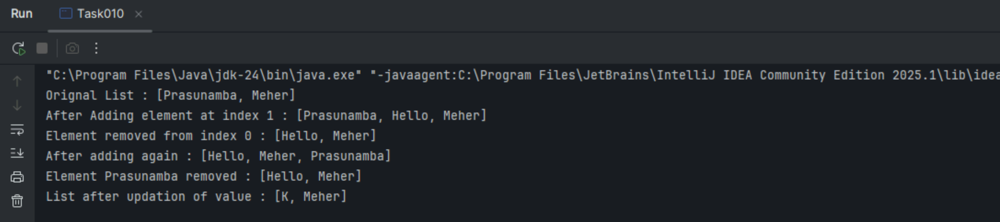 Run Task010
"C:\Program Files\Java\jdk-24\bin\java.exe" "-javaagent:C:\Program Files\JetBrains\IntelliJ IDEA Community Edition 2025.1\lib\idea
Orignal List : [Prasunamba, Meher]
After Adding element at index 1 : [Prasunamba, Hello, Meher]
Element removed from index 0 : [Hello, Meher]
After adding again : [Hello, Meher, Prasunamba]
Element Prasunamba removed : [Hello, Meher]
List after updation of value : [K, Meher]